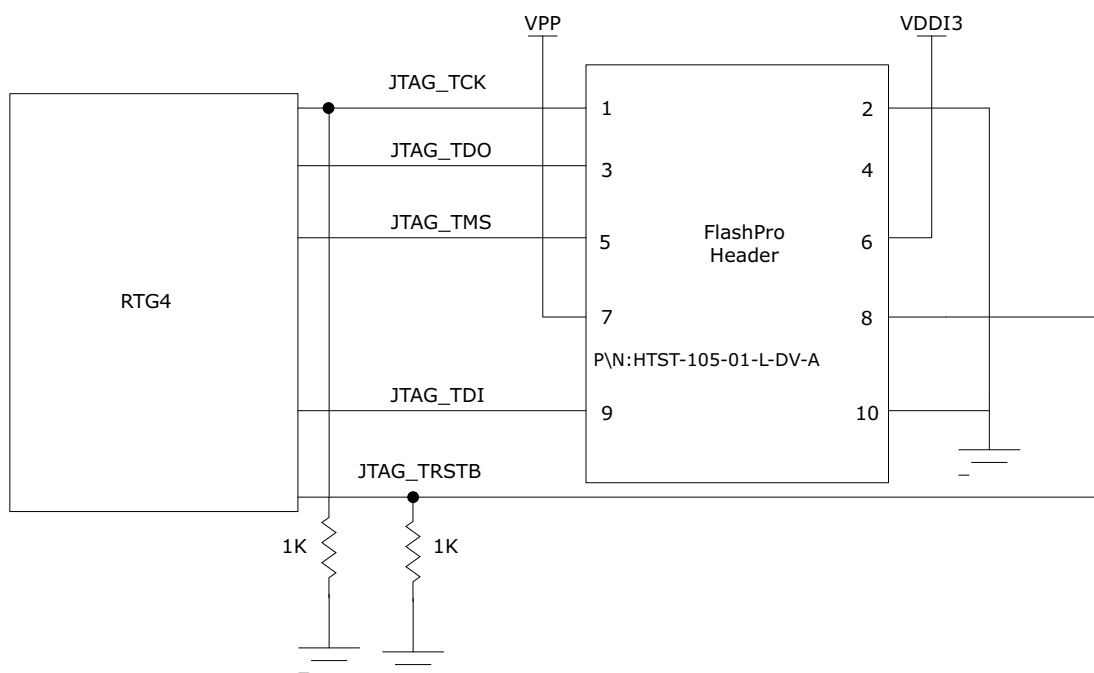 VPP
VDDI3
JTAG_TCK
1
2
JTAG_TDO
3
4
JTAG_TMS
5
FlashPro
Header
6
RTG4
7
8
P\N:HTST-105-01-L-DV-A
JTAG_TDI
9
10
JTAG_TRSTB
1K
1K